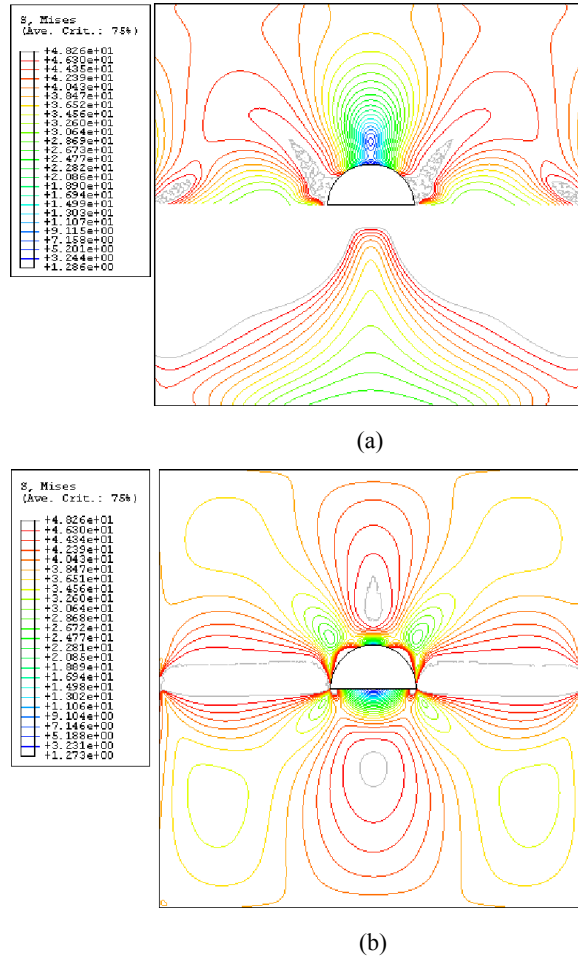 S, Mises
(Ave. Crit.: 75%)
+4.826e+01
+4.630e+01
+4.435e+01
+4.239e+01
+4.043e+01
+3.847e+01
+3.652e+01
+3.456e+01
+3.260e+01
+3.064e+01
+2.869e+01
+2.673e+01
+2.477e+01
+2.282e+01
+2.086e+01
+1.890e+01
+1.694e+01
+1.499e+01
+1.303e+01
+1.107e+01
+9.115e+00
+7.158e+00
+5.201e+00
+3.244e+00
+1.286e+00
(a)
S, Mises
(Ave. Crit.: 75%)
+4.826e+01
+4.630e+01
+4.434e+01
+4.239e+01
+4.043e+01
+3.847e+01
+3.651e+01
+3.456e+01
+3.260e+01
+3.064e+01
+2.868e+01
+2.672e+01
+2.477e+01
+2.281e+01
+2.085e+01
+1.889e+01
+1.694e+01
+1.498e+01
+1.302e+01
+1.106e+01
+9.104e+00
+7.146e+00
+5.188e+00
+3.231e+00
+1.273e+00
(b)